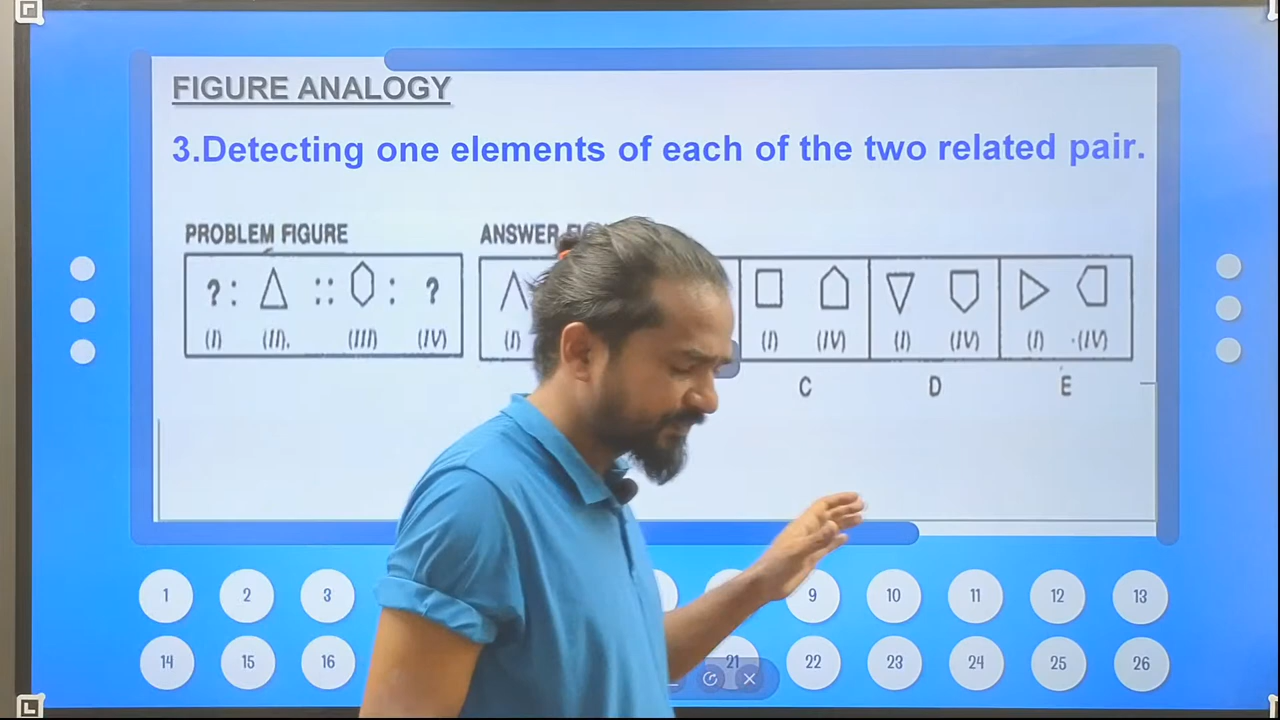 FIGURE ANALOGY
3.Detecting one elements of each of the two related pair.
PROBLEM FIGURE
ANSWER
? : :: : ?
(I) (II). (III) (IV)
(I) (I) (IV) (I) (IV) (I) (IV)
C D E
1 2 3 9 10 11 12 13
14 15 16 21 22 23 24 25 26